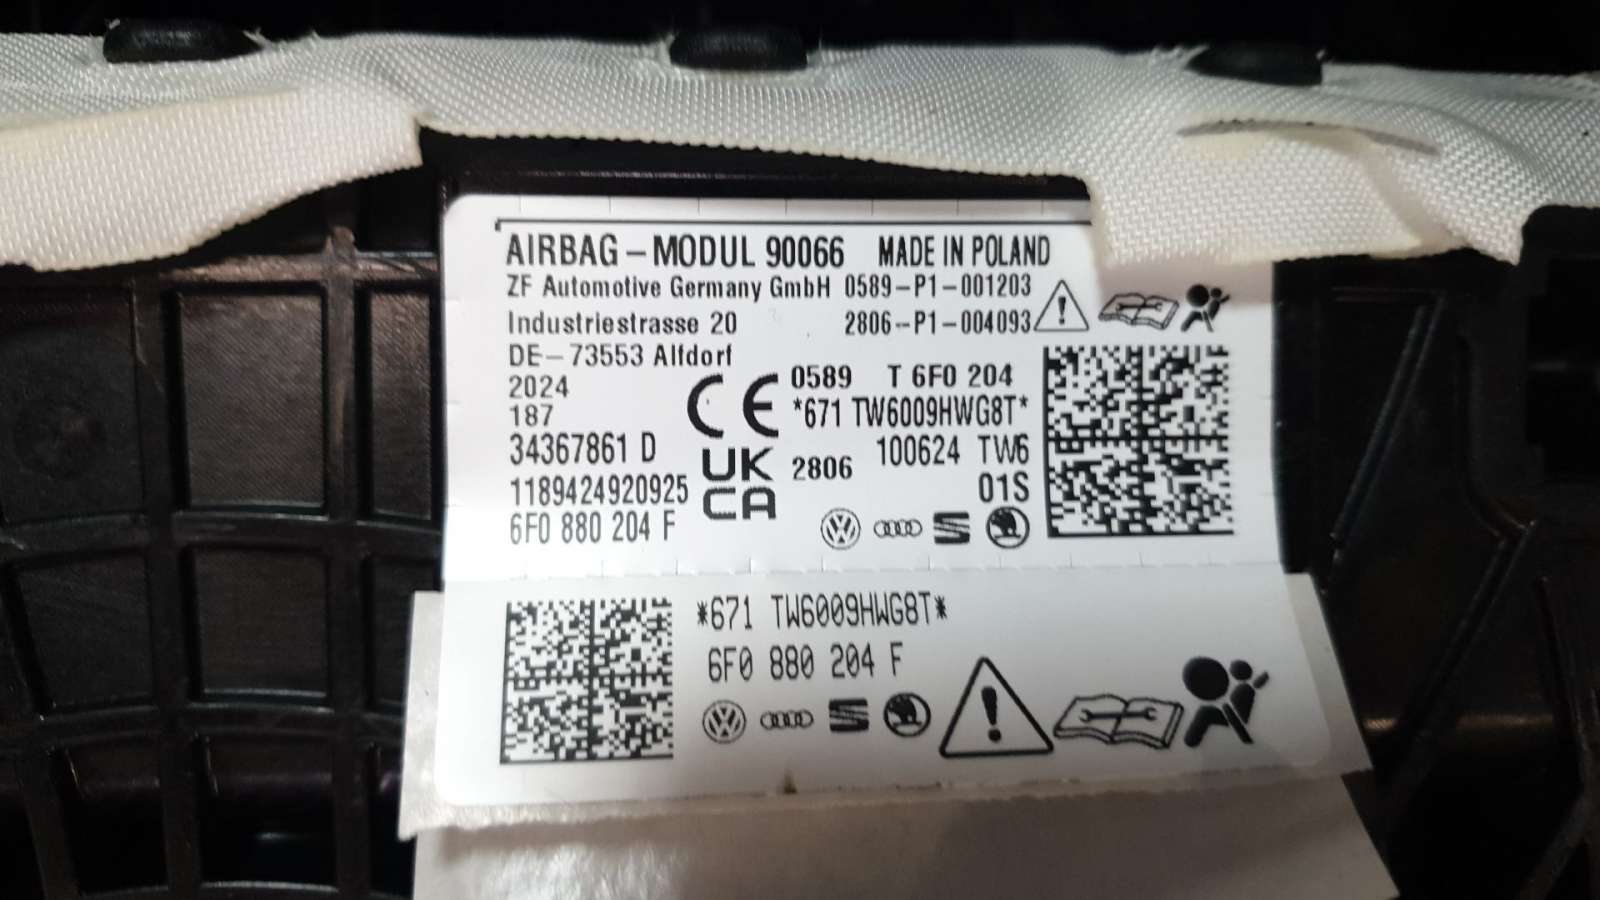 AIRBAG-MODUL 90066 MADE IN POLAND
ZF Automotive Germany GmbH 0589-P1-001203
Industriestrasse 20 2806-P1-004093
DE-73553 Alfdorf
2024
187
34367861 D
1189424920925
6F0 880 204 F
CE 0589 T 6F0 204
*671 TW6009HWG8T*
UK CA 2806 100624 TW6
01S
*671 TW6009HWG8T*
6F0 880 204 F